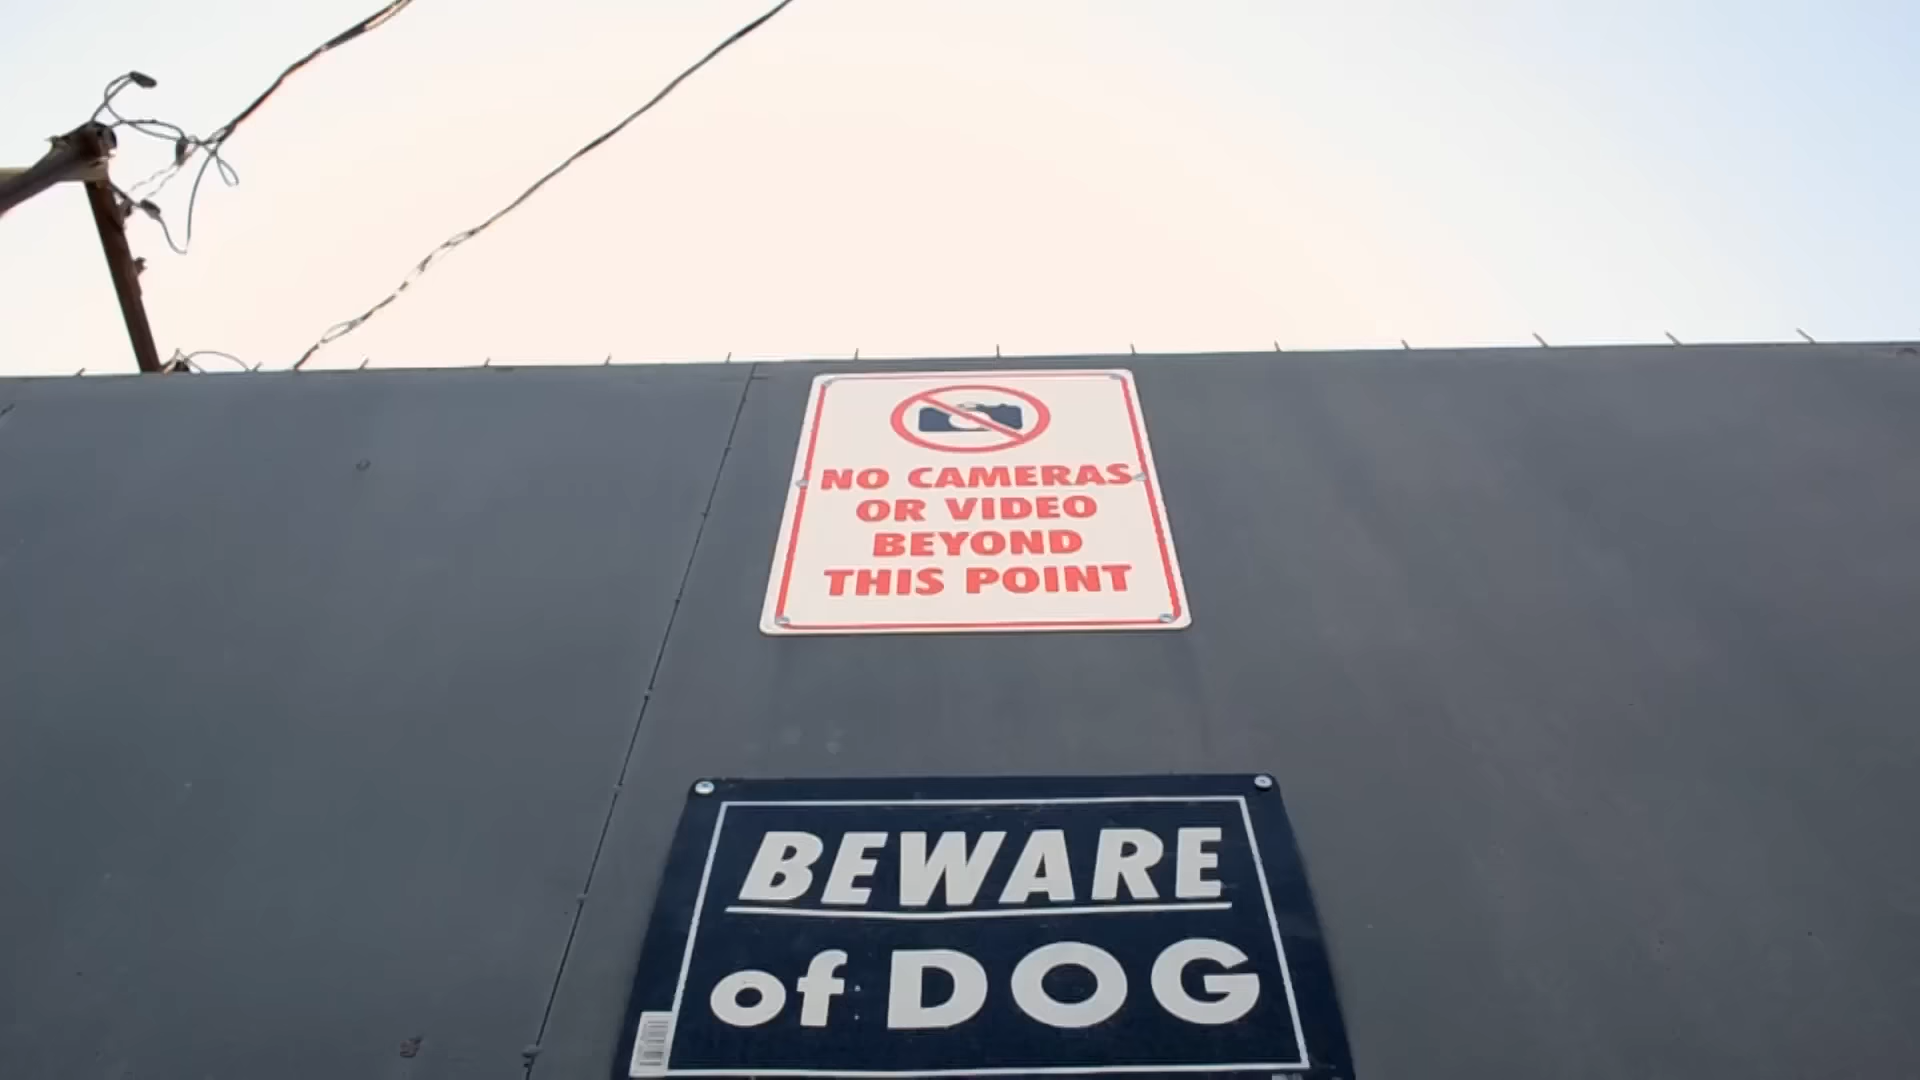 NO CAMERAS
OR VIDEO
BEYOND
THIS POINT
BEWARE
of DOG